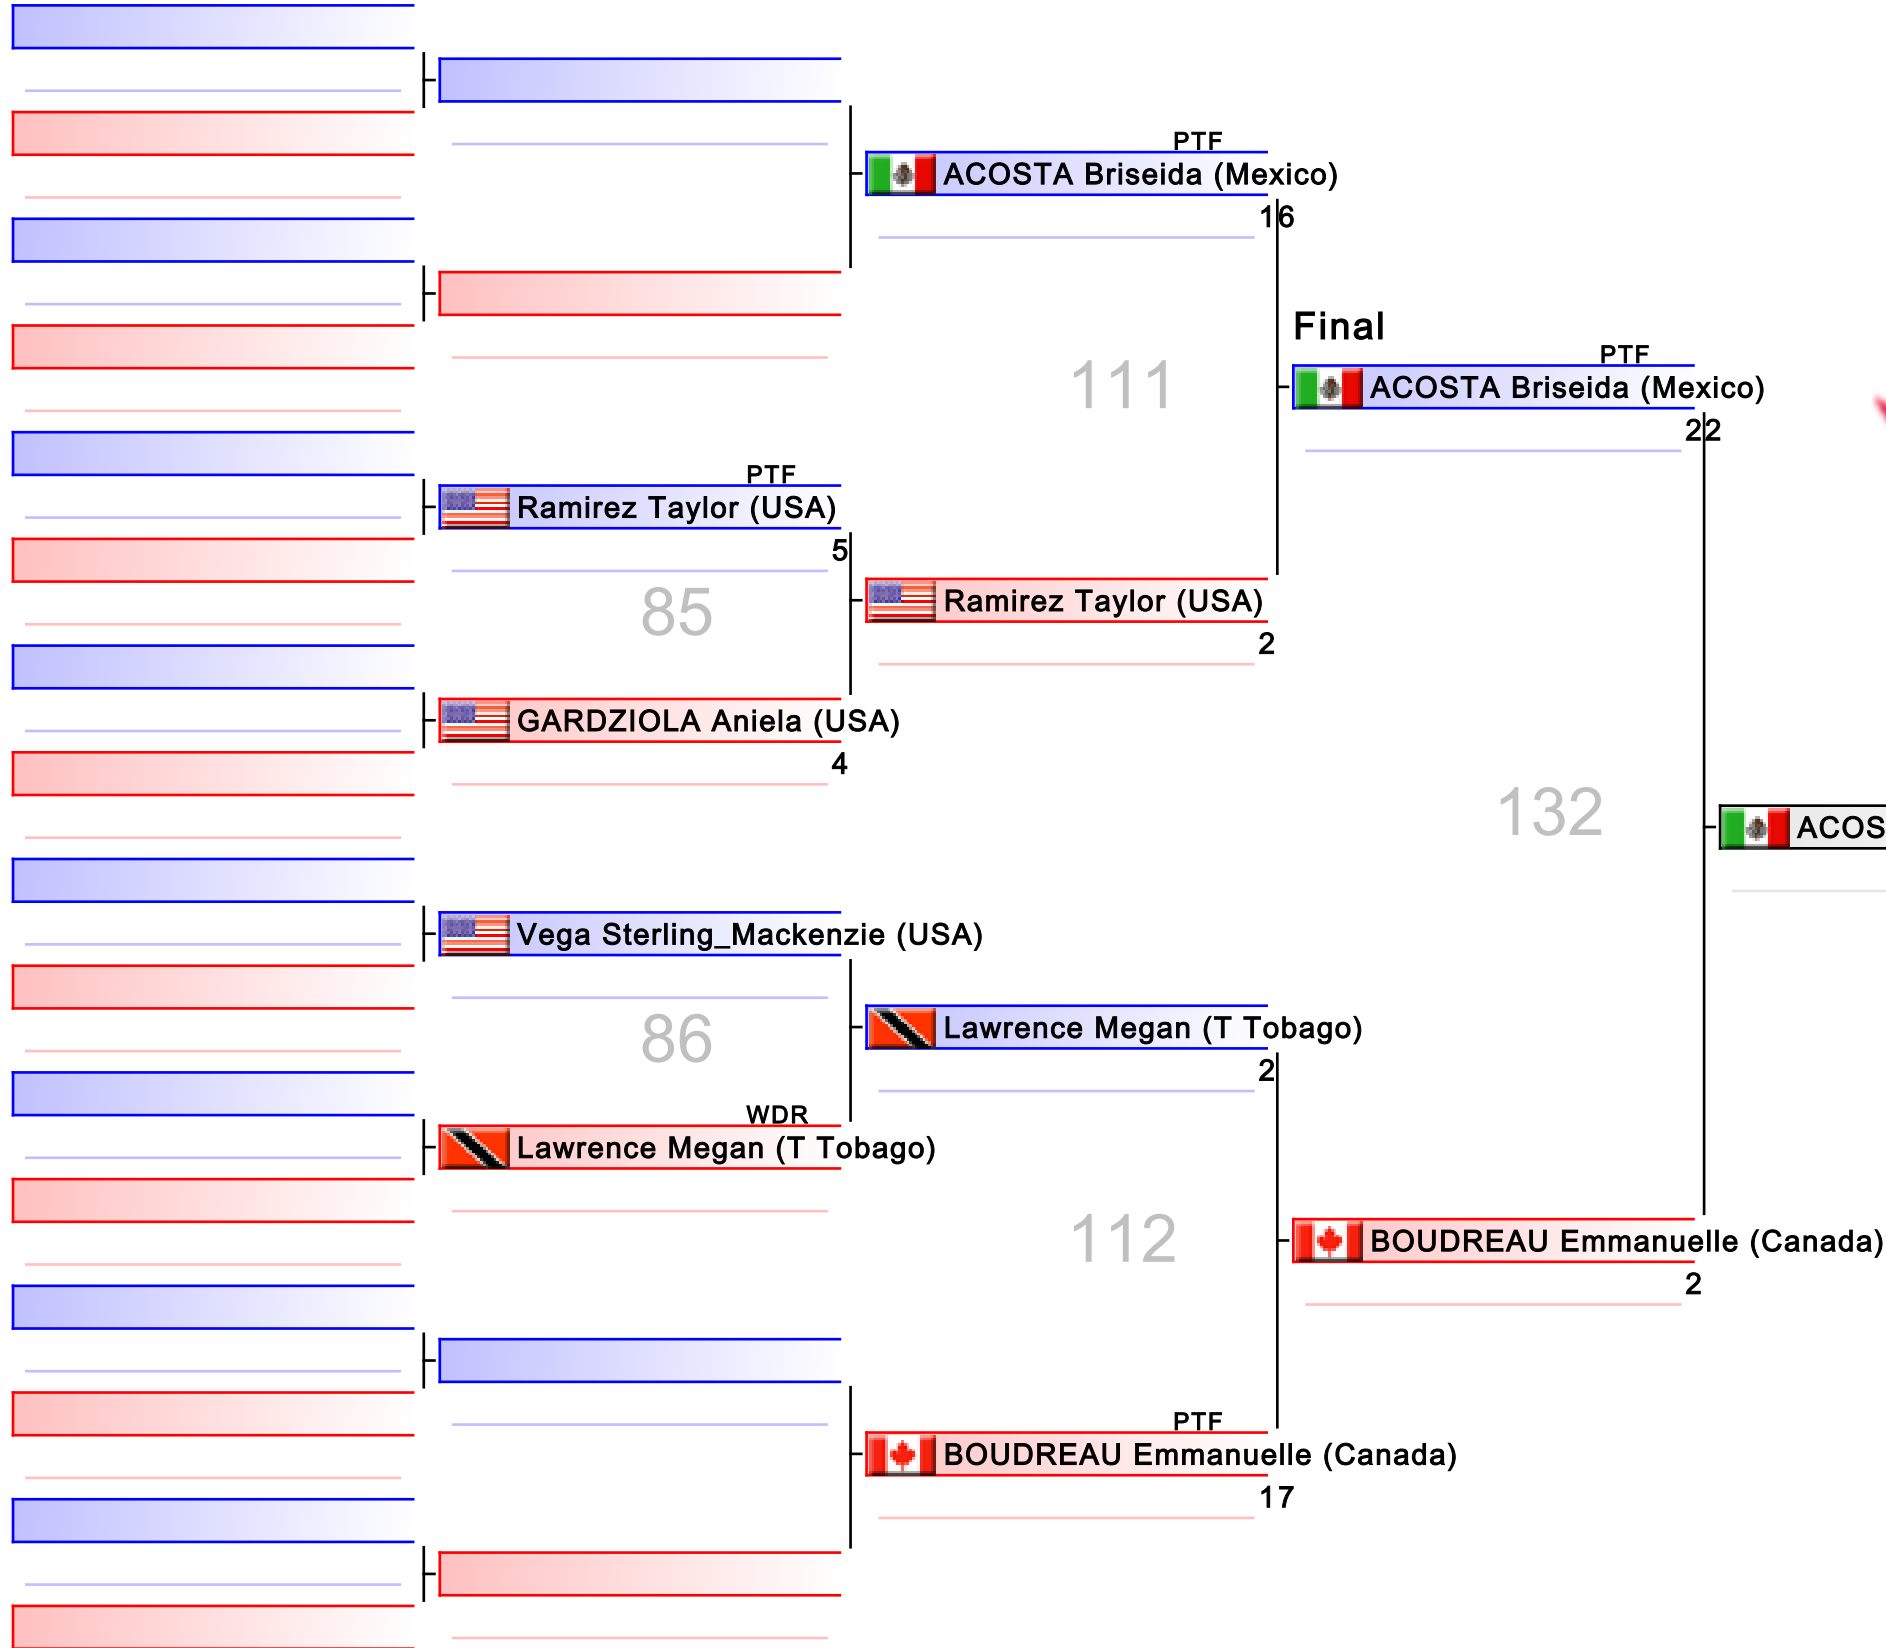 PTF
ACOSTA Briseida (Mexico)
16
Final
PTF
111
ACOSTA Briseida (Mexico)
22
PTF
Ramirez Taylor (USA)
5
85
Ramirez Taylor (USA)
2
GARDZIOLA Aniela (USA)
4
132
ACOS
Vega Sterling_Mackenzie (USA)
86
Lawrence Megan (T Tobago)
2
WDR
Lawrence Megan (T Tobago)
112
BOUDREAU Emmanuelle (Canada)
2
PTF
BOUDREAU Emmanuelle (Canada)
17